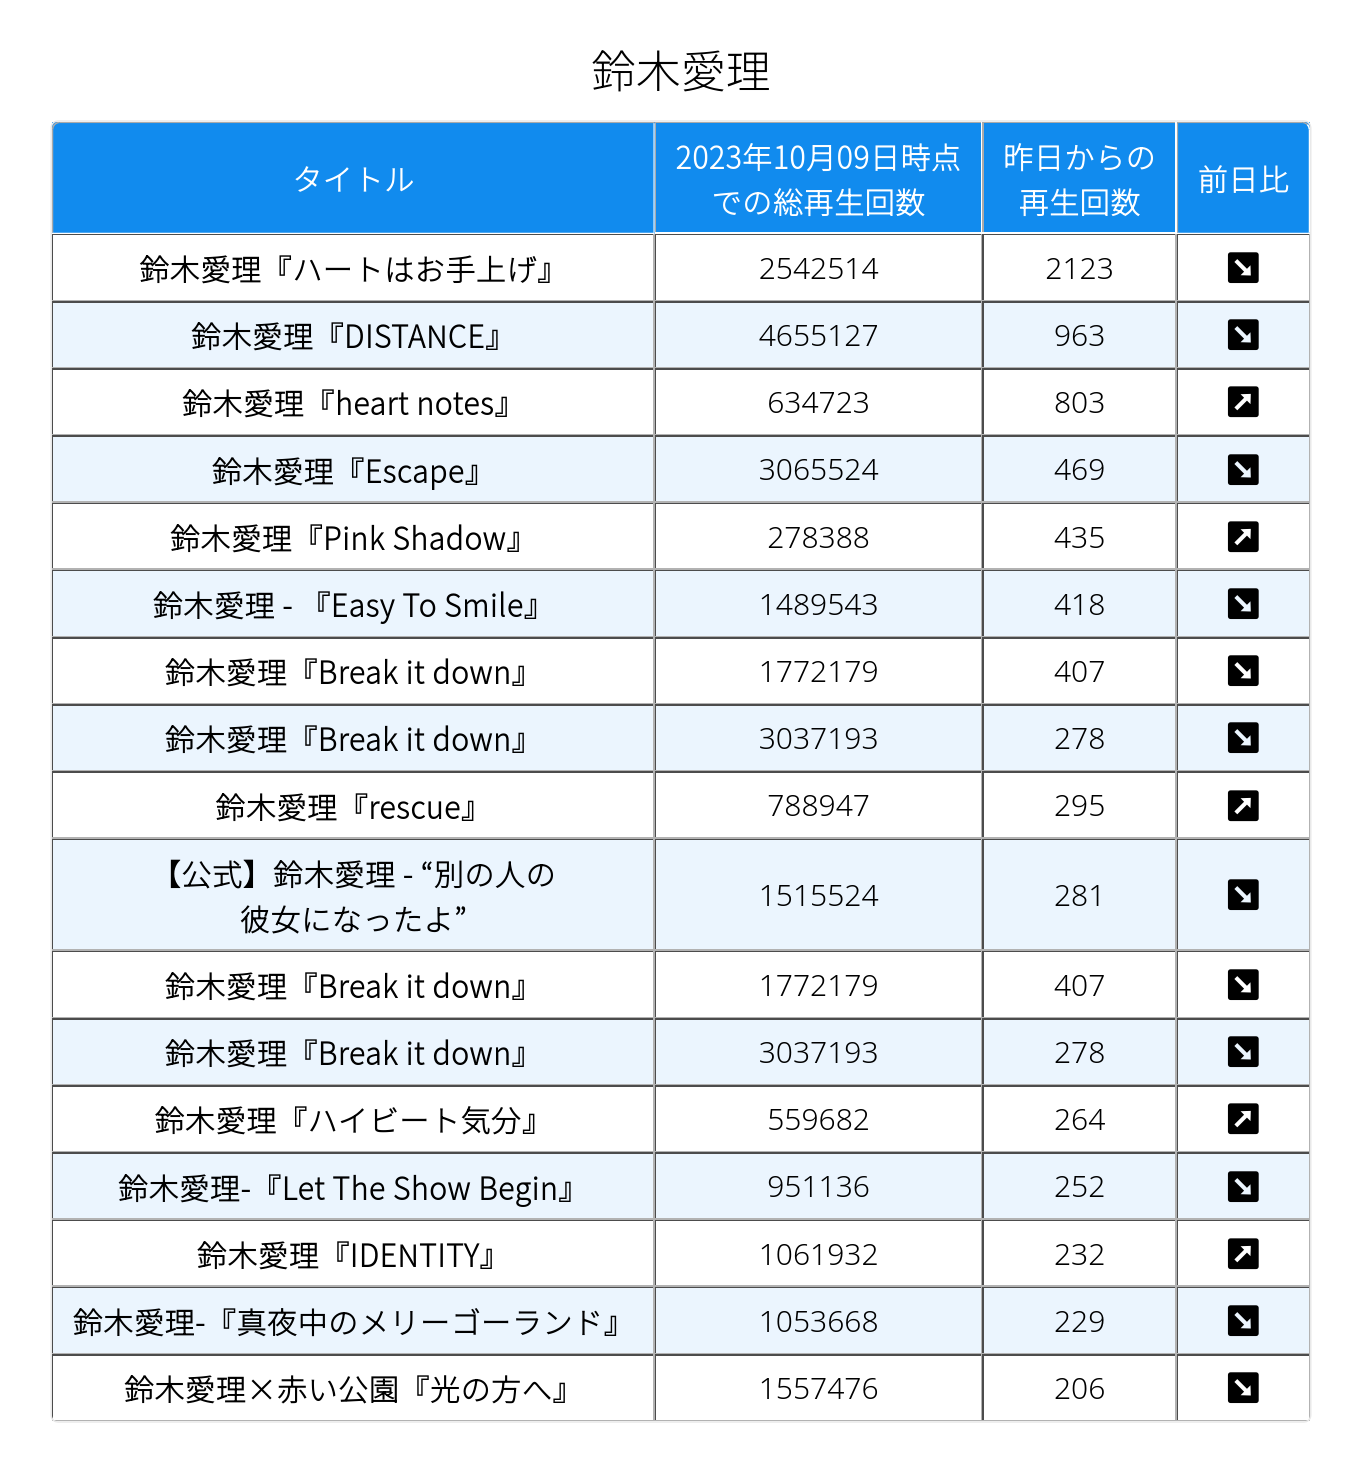 鈴木愛理
タイトル 2023年10月09日時点 昨日からの 前日比
での総再生回数 再生回数
鈴木愛理『ハートはお手上げ』 2542514 2123 ↘
鈴木愛理『DISTANCE』 4655127 963 ↘
鈴木愛理『heart notes』 634723 803 ↗
鈴木愛理『Escape』 3065524 469 ↘
鈴木愛理『Pink Shadow』 278388 435 ↗
鈴木愛理 - 『Easy To Smile』 1489543 418 ↘
鈴木愛理『Break it down』 1772179 407 ↘
鈴木愛理『Break it down』 3037193 278 ↘
鈴木愛理『rescue』 788947 295 ↗
【公式】鈴木愛理 - “別の人の
彼女になったよ” 1515524 281 ↘
鈴木愛理『Break it down』 1772179 407 ↘
鈴木愛理『Break it down』 3037193 278 ↘
鈴木愛理『ハイビート気分』 559682 264 ↗
鈴木愛理-『Let The Show Begin』 951136 252 ↘
鈴木愛理『IDENTITY』 1061932 232 ↗
鈴木愛理-『真夜中のメリーゴーランド』 1053668 229 ↘
鈴木愛理×赤い公園『光の方へ』 1557476 206 ↘